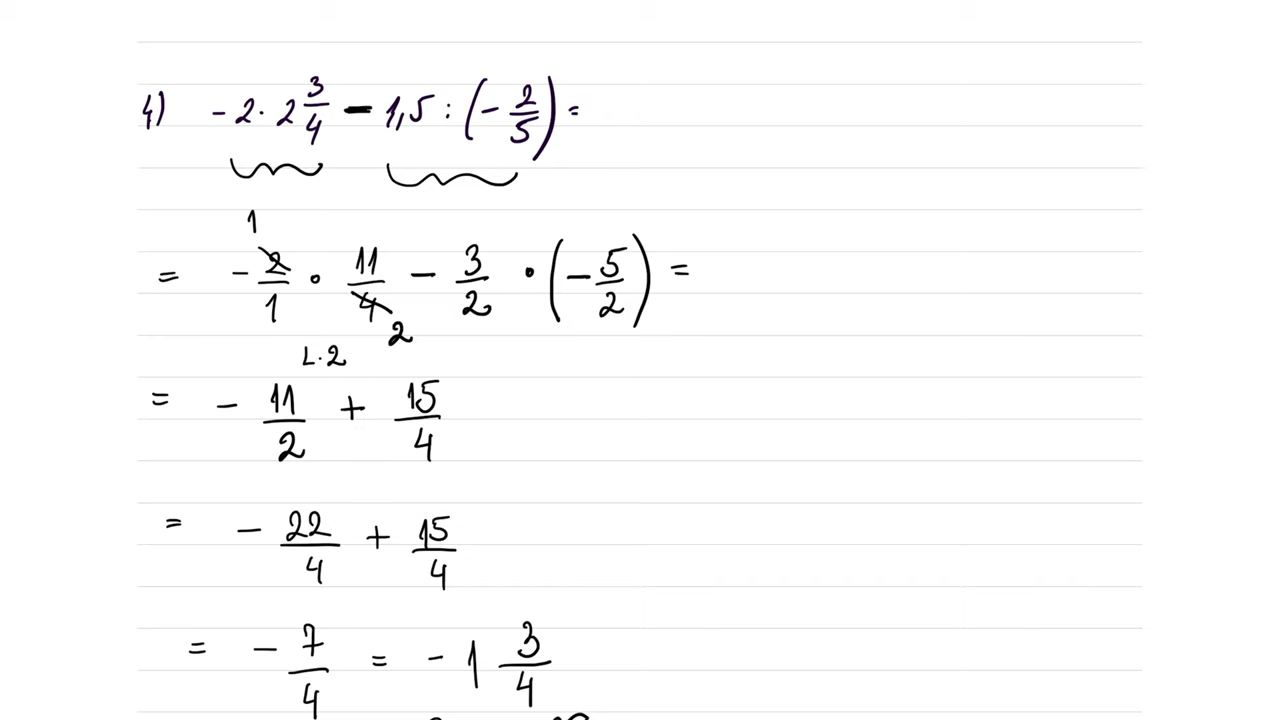 4) -2 · 2 3/4 - 1,5 : (- 2/5) =
1
= - 2/1 · 11/4 - 3/2 · (- 5/2) =
2
L·2
= - 11/2 + 15/4
= - 22/4 + 15/4
= - 7/4 = -1 3/4